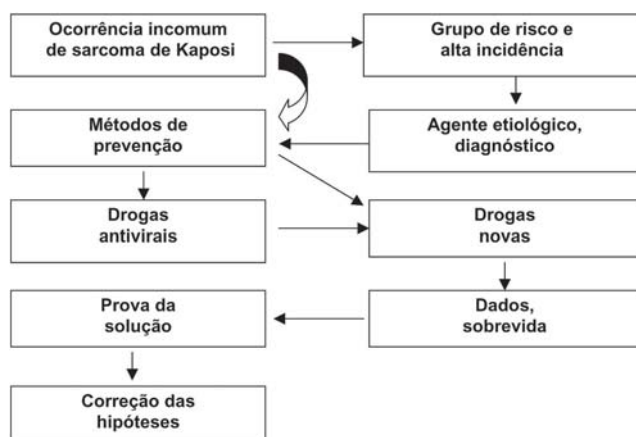 Ocorrência incomum
de sarcoma de Kaposi
Grupo de risco e
alta incidência
Métodos de
prevenção
Agente etiológico,
diagnóstico
Drogas
antivirais
Drogas
novas
Prova da
solução
Dados,
sobrevida
Correção das
hipóteses